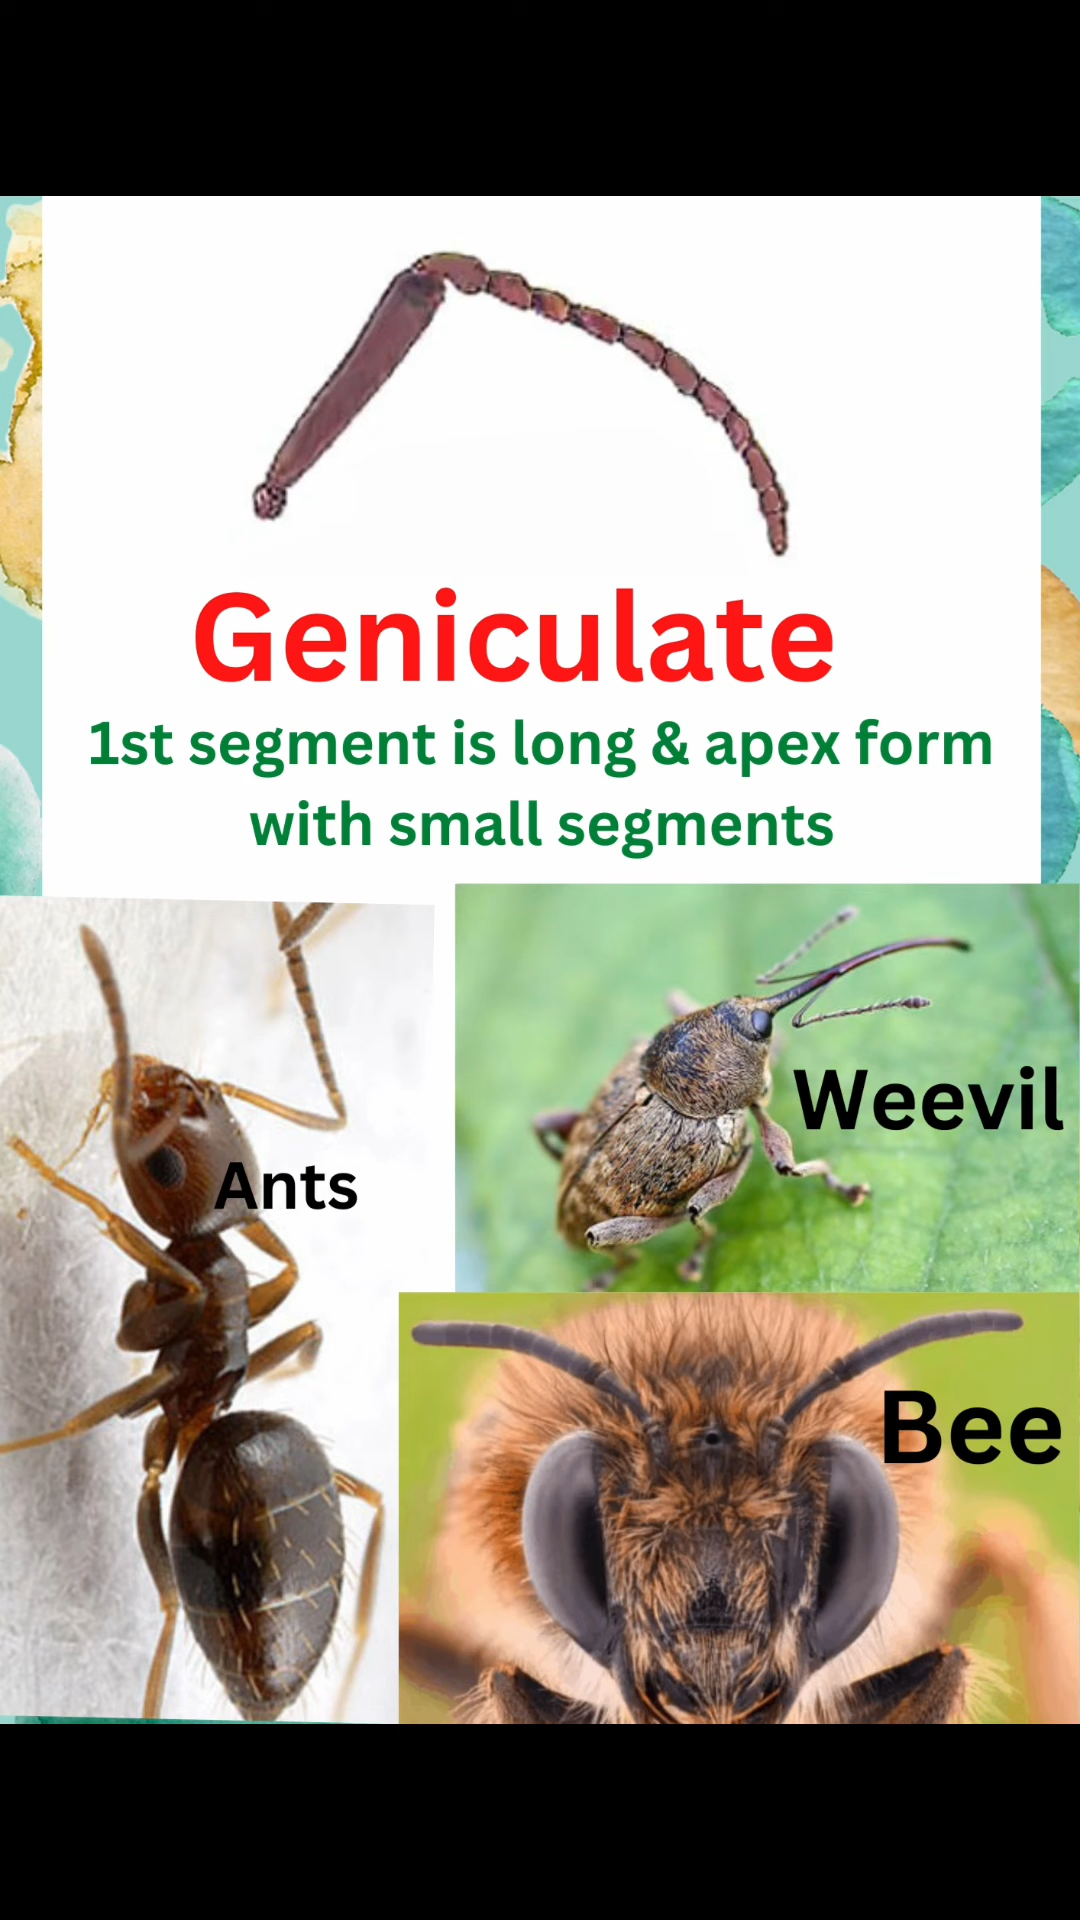 Geniculate
1st segment is long & apex form
with small segments
Weevil
Ants
Bee